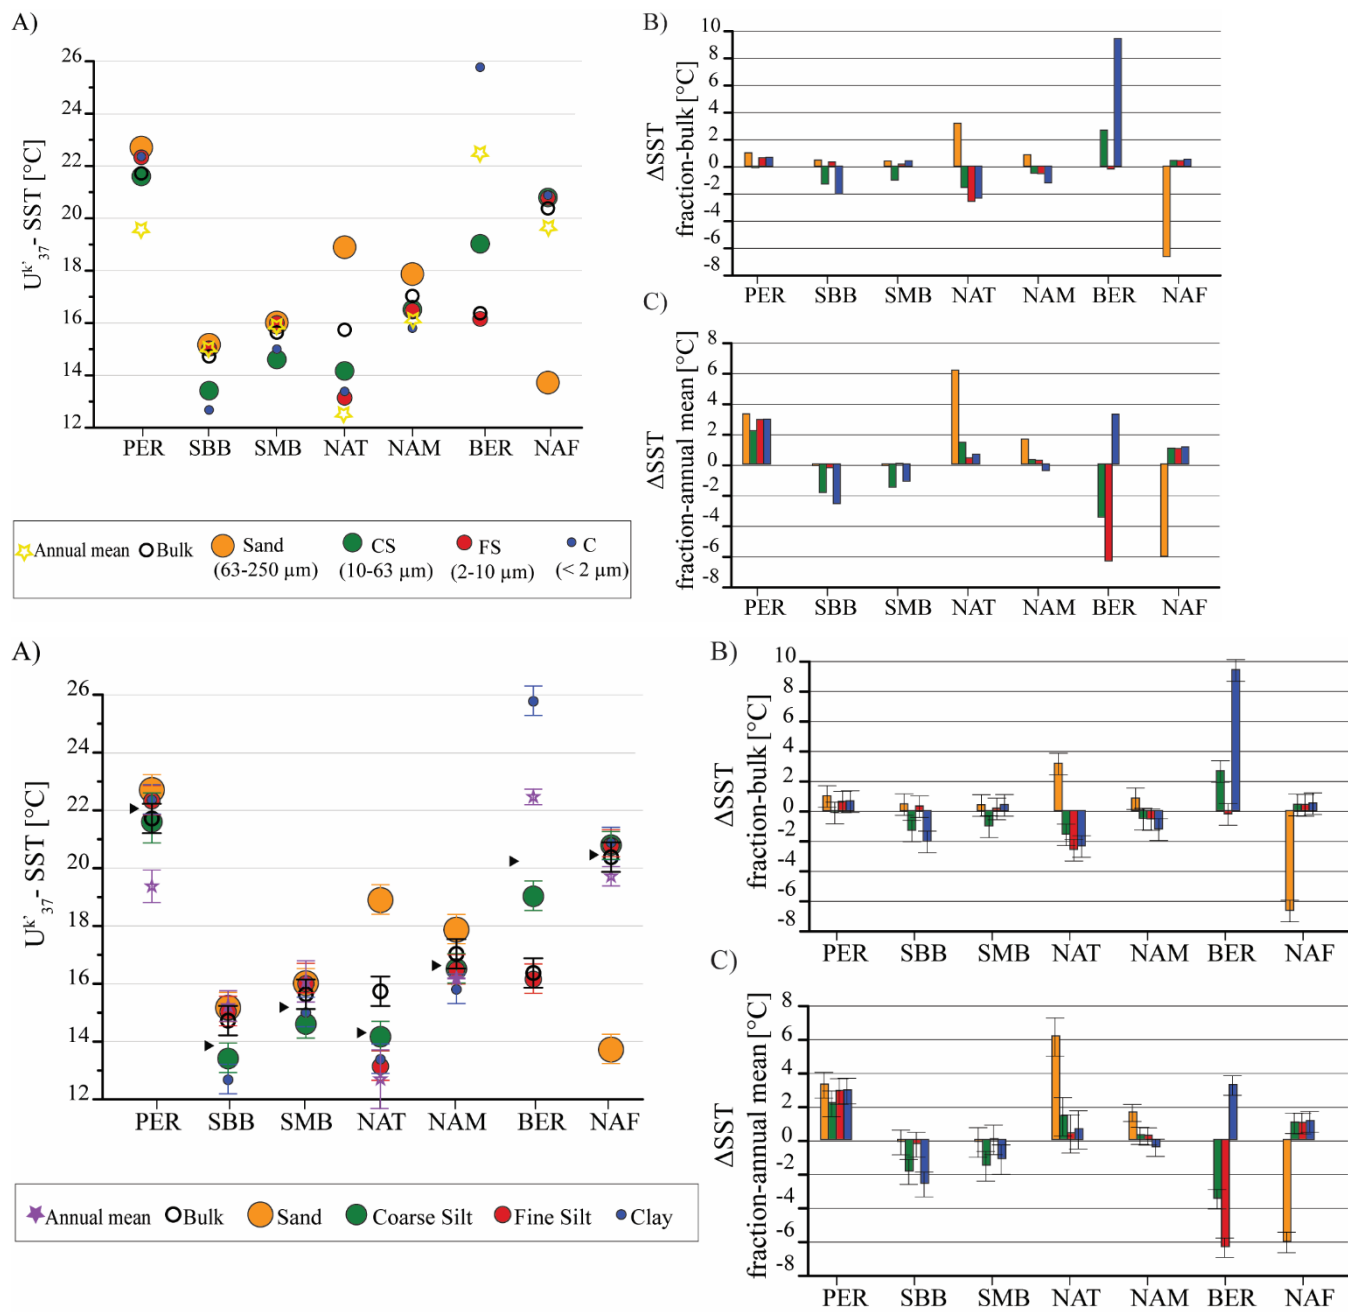 A)
26
24
22
20
18
16
14
12
U^k'_37 - SST [°C]
PER SBB SMB NAT NAM BER NAF
Annual mean Bulk Sand (63-250 µm) CS (10-63 µm) FS (2-10 µm) C (< 2 µm)
B)
10
8
6
4
2
0
-2
-4
-6
-8
ΔSST
fraction-bulk [°C]
PER SBB SMB NAT NAM BER NAF
C)
8
6
4
2
0
-2
-4
-6
-8
ΔSST
fraction-annual mean [°C]
PER SBB SMB NAT NAM BER NAF
A)
26
24
22
20
18
16
14
12
U^k'_37 - SST [°C]
PER SBB SMB NAT NAM BER NAF
Annual mean Bulk Sand Coarse Silt Fine Silt Clay
B)
10
8
6
4
2
0
-2
-4
-6
-8
ΔSST
fraction-bulk [°C]
PER SBB SMB NAT NAM BER NAF
C)
8
6
4
2
0
-2
-4
-6
-8
ΔSST
fraction-annual mean [°C]
PER SBB SMB NAT NAM BER NAF